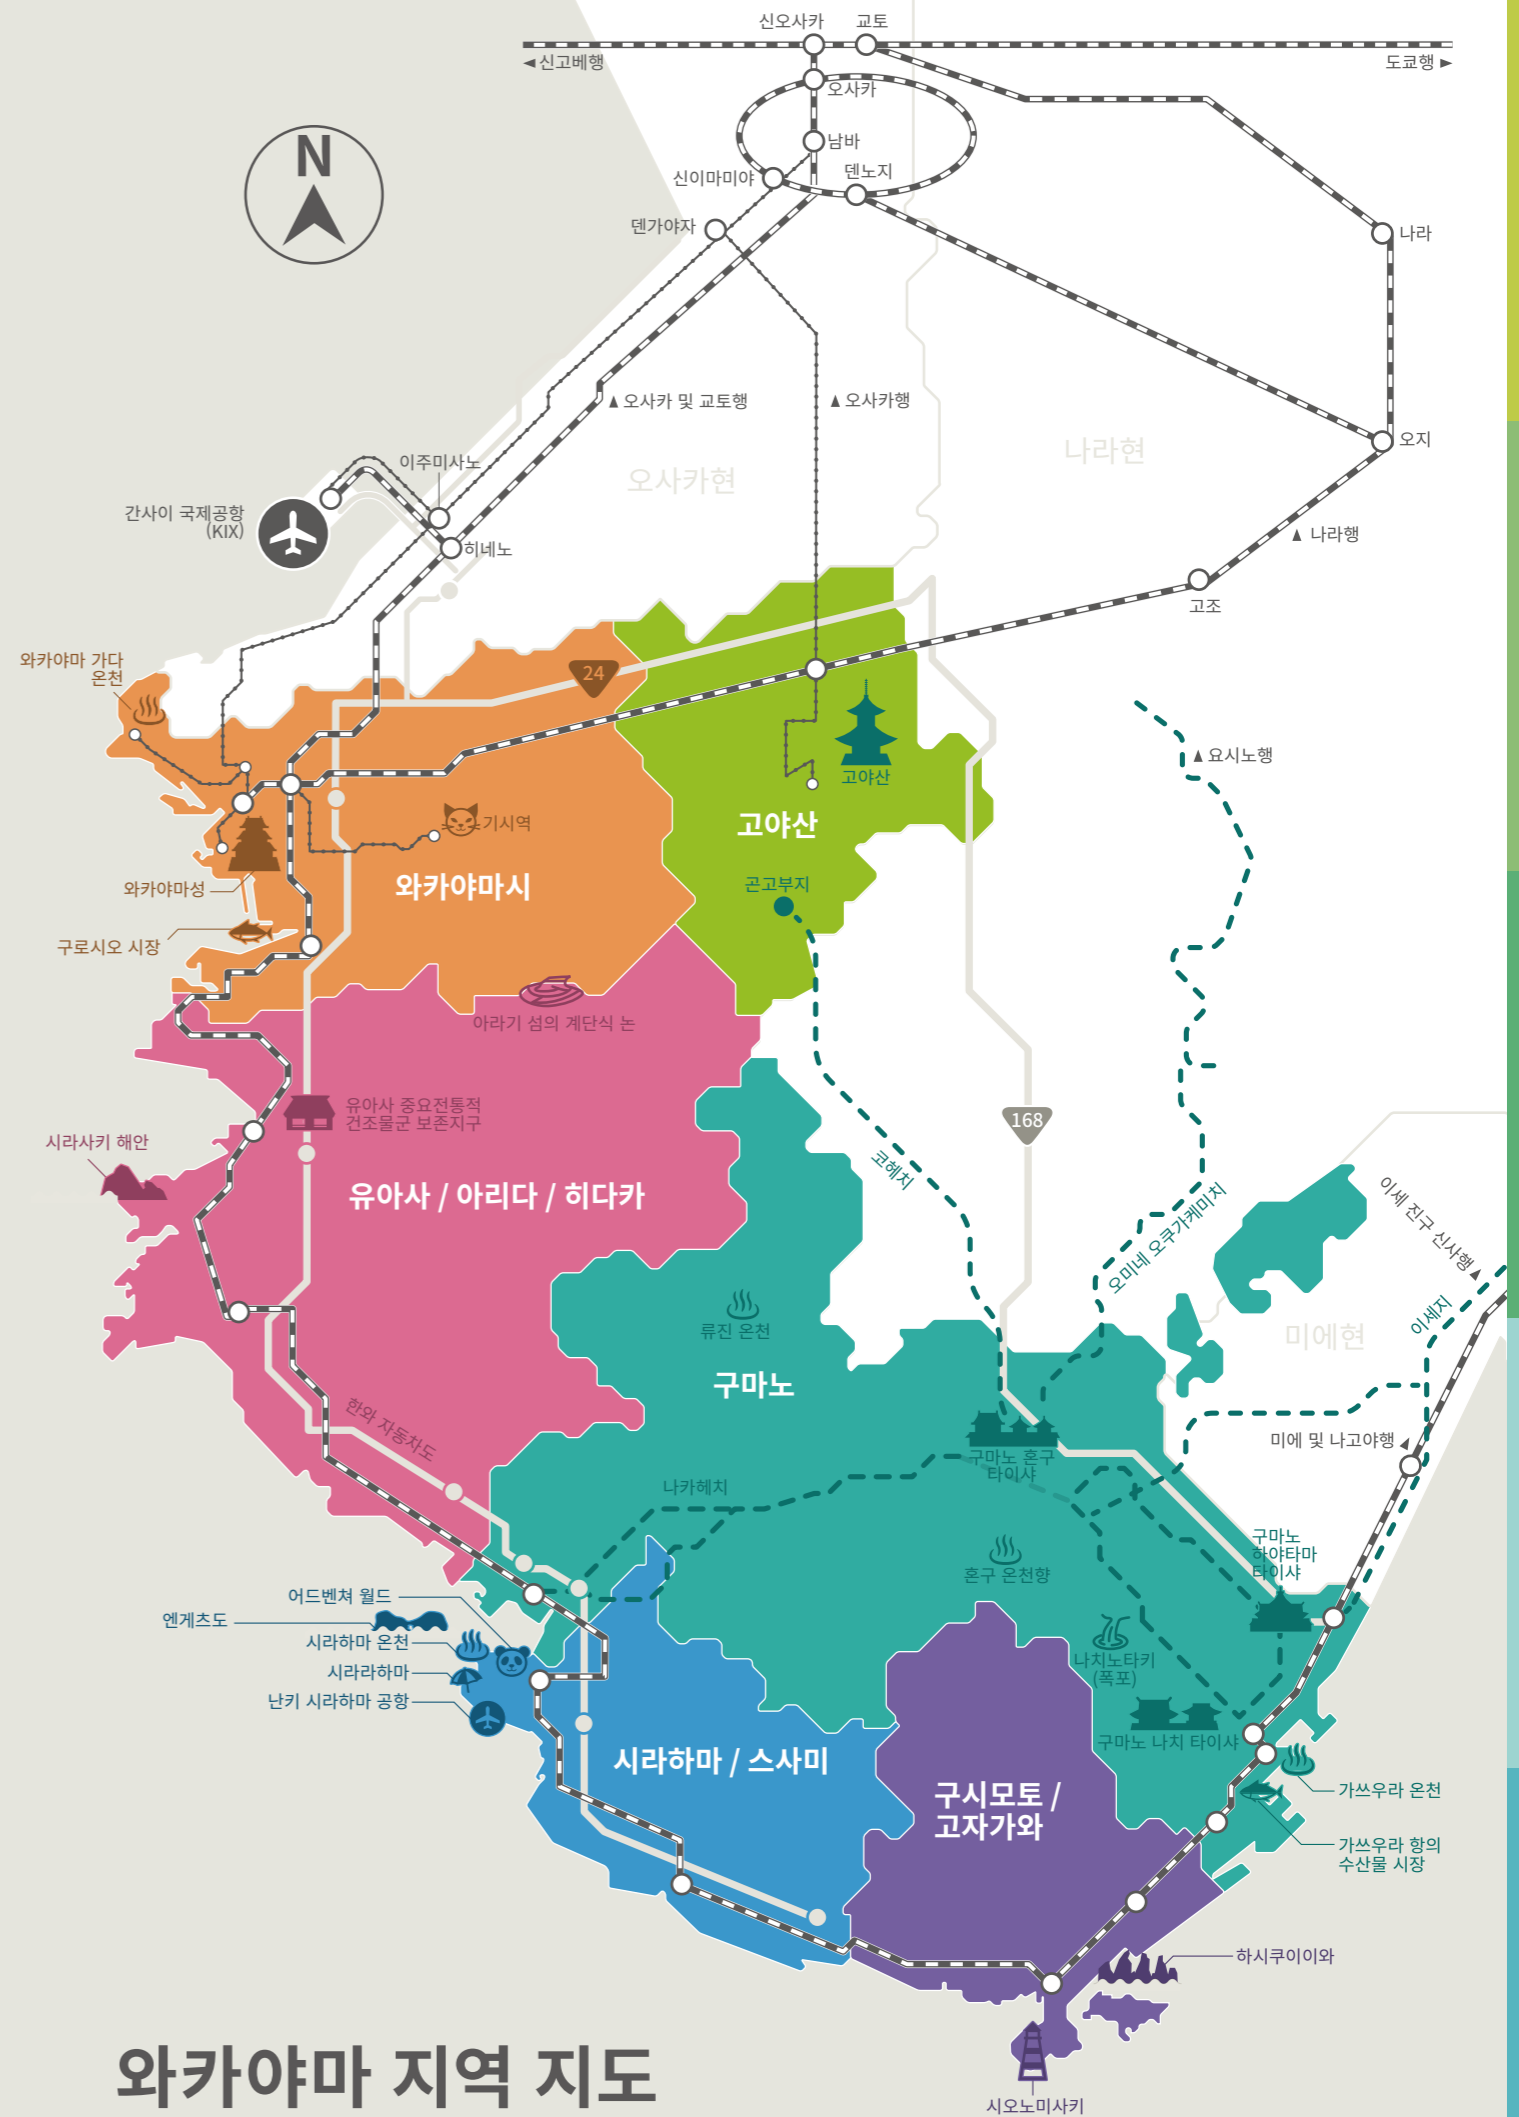 신오사카
교토
◄ 신고베행
도쿄행 ►
오사카
남바
신이마미야
덴노지
N
덴가야자
나라
▲ 오사카 및 교토행
▲ 오사카행
오지
오사카현
나라현
이주미사노
간사이 국제공항
(KIX)
히네노
▲ 나라행
고조
와카야마 가다
온천
24
고야산
▲ 요시노행
기시역
고야산
와카야마시
와카야마성
곤고부지
구로시오 시장
아라기 섬의 계단식 논
유아사 중요전통적
건조물군 보존지구
168
시라사키 해안
코헤치
유아사 / 아리다 / 히다카
오미네 오쿠가케미치
이세 진구 신사행 ▲
이세지
미에현
류진 온천
구마노
한와 자동차도
미에 및 나고야행 ▲
구마노 혼구
타이샤
나카헤치
구마노
하야타마
타이샤
혼구 온천향
어드벤쳐 월드
엔게츠도
시라하마 온천
시라라하마
난키 시라하마 공항
나치노타키
(폭포)
구마노 나치 타이샤
시라하마 / 스사미
구시모토 /
고자가와
가쓰우라 온천
가쓰우라 항의
수산물 시장
하시쿠이이와
와카야마 지역 지도
시오노미사키